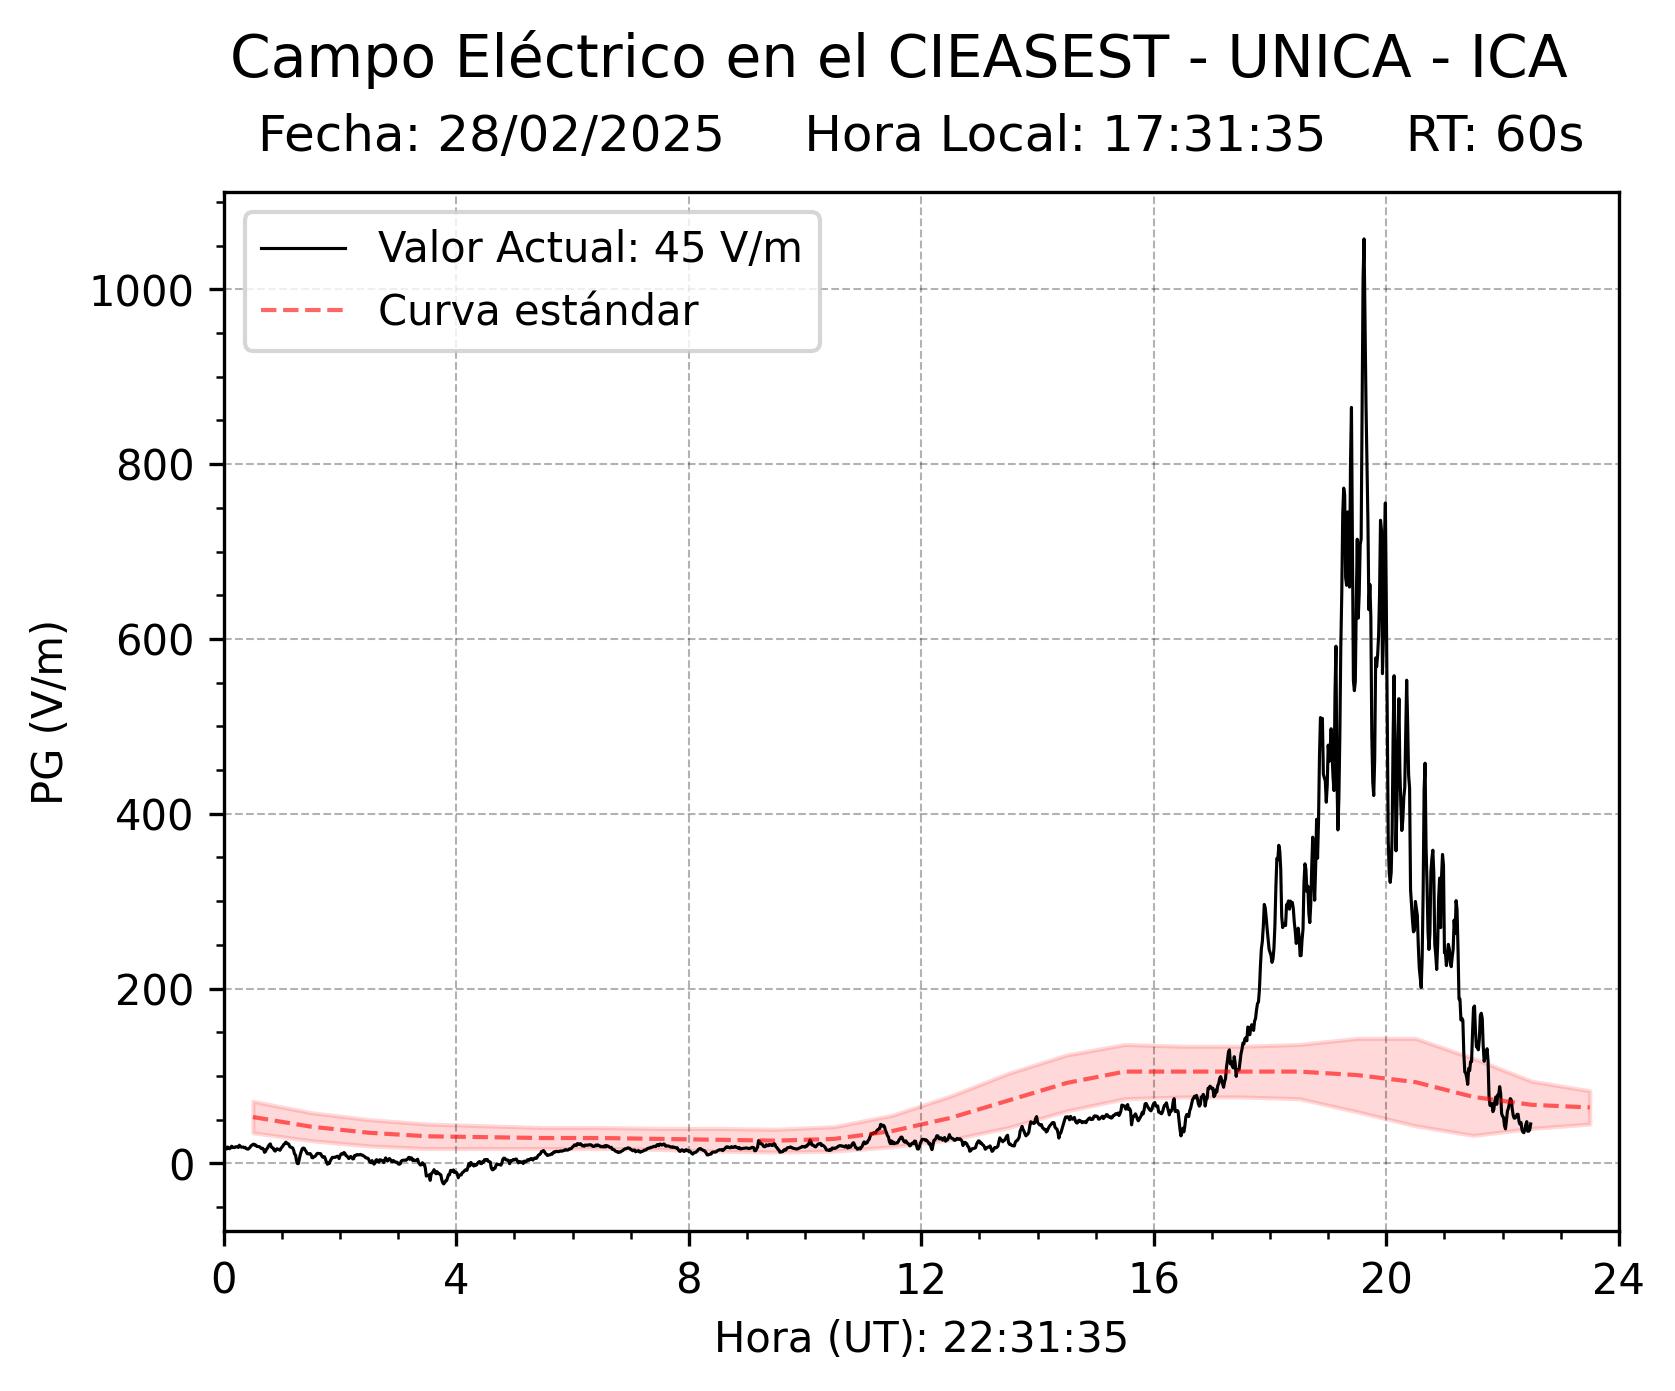 Campo Eléctrico en el CIEASEST - UNICA - ICA
Fecha: 28/02/2025 Hora Local: 17:31:35 RT: 60s
Valor Actual: 45 V/m
Curva estándar
PG (V/m)
1000
800
600
400
200
0
0 4 8 12 16 20 24
Hora (UT): 22:31:35